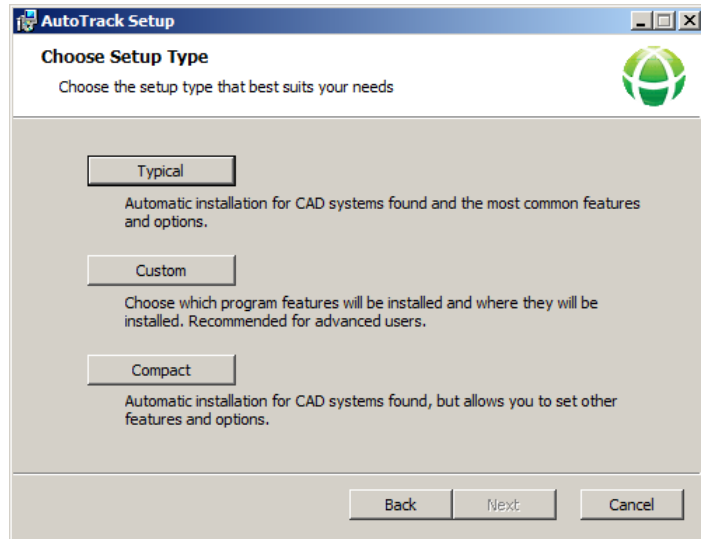 AutoTrack Setup
Choose Setup Type
Choose the setup type that best suits your needs
Typical
Automatic installation for CAD systems found and the most common features
and options.
Custom
Choose which program features will be installed and where they will be
installed. Recommended for advanced users.
Compact
Automatic installation for CAD systems found, but allows you to set other
features and options.
Back Next Cancel